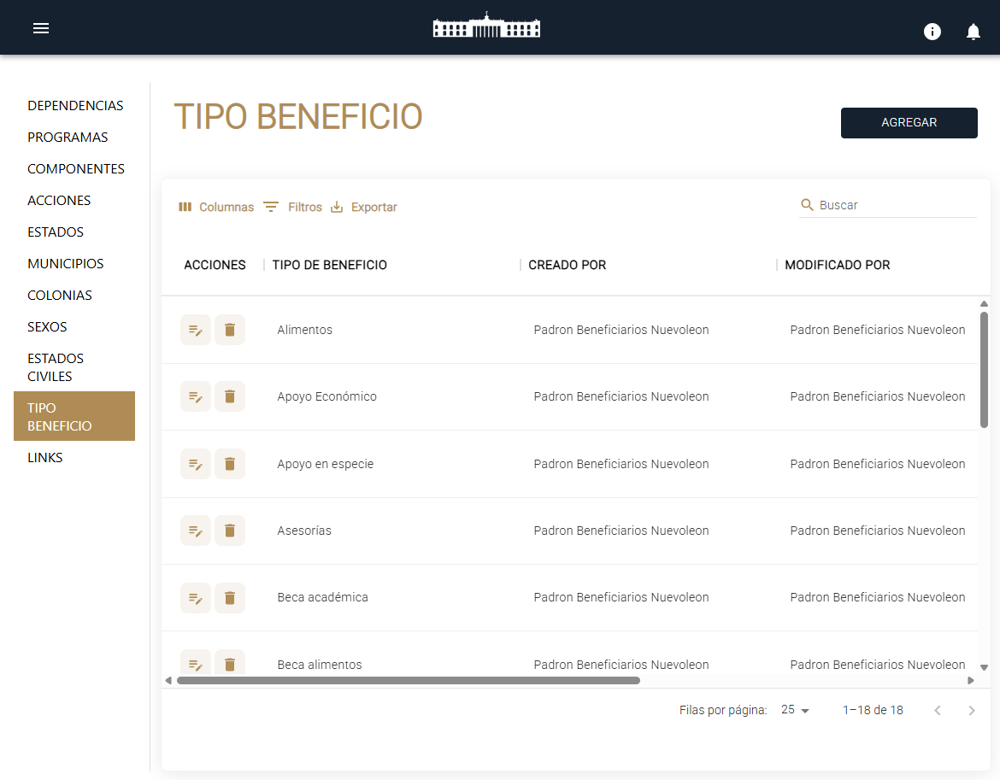 DEPENDENCIAS
PROGRAMAS
COMPONENTES
ACCIONES
ESTADOS
MUNICIPIOS
COLONIAS
SEXOS
ESTADOS
CIVILES
TIPO
BENEFICIO
LINKS
TIPO BENEFICIO
AGREGAR
Columnas Filtros Exportar
Buscar
ACCIONES TIPO DE BENEFICIO CREADO POR MODIFICADO POR
Alimentos Padron Beneficiarios Nuevoleon Padron Beneficiarios Nuevoleon
Apoyo Económico Padron Beneficiarios Nuevoleon Padron Beneficiarios Nuevoleon
Apoyo en especie Padron Beneficiarios Nuevoleon Padron Beneficiarios Nuevoleon
Asesorías Padron Beneficiarios Nuevoleon Padron Beneficiarios Nuevoleon
Beca académica Padron Beneficiarios Nuevoleon Padron Beneficiarios Nuevoleon
Beca alimentos Padron Beneficiarios Nuevoleon Padron Beneficiarios Nuevoleon
Filas por página: 25 1–18 de 18